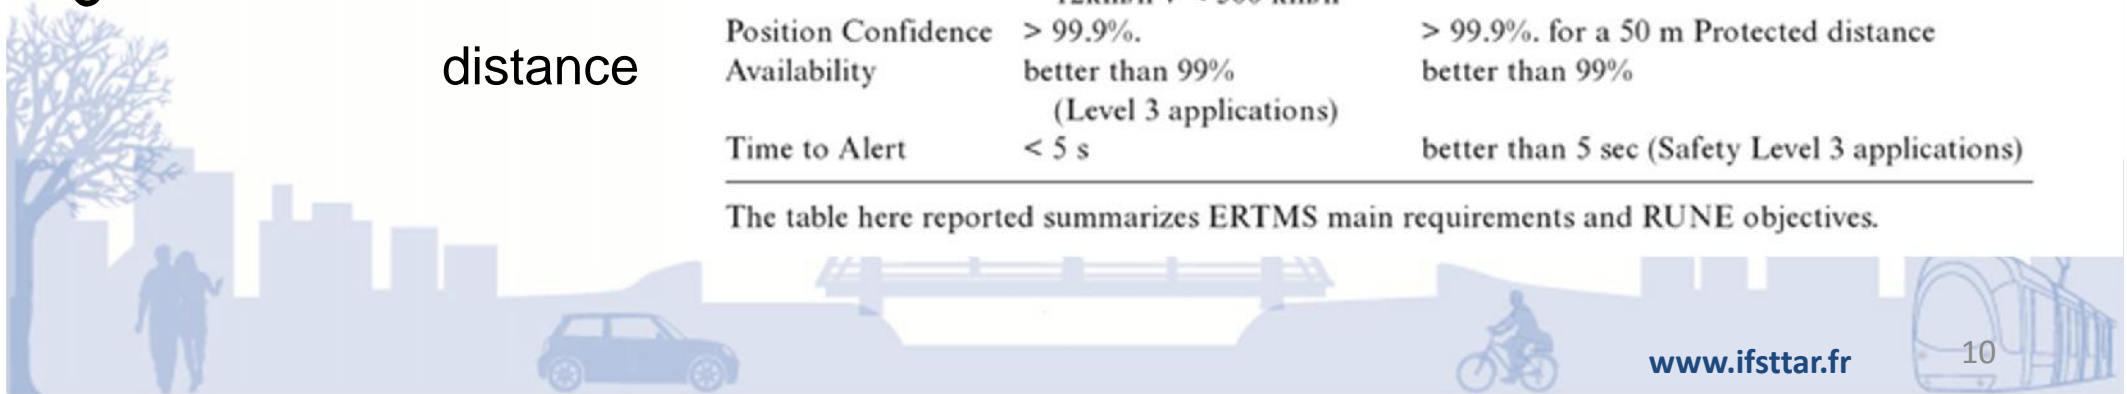 distance
Position Confidence > 99.9%. > 99.9%. for a 50 m Protected distance
Availability better than 99% better than 99%
(Level 3 applications)
Time to Alert < 5 s better than 5 sec (Safety Level 3 applications)
The table here reported summarizes ERTMS main requirements and RUNE objectives.
www.ifsttar.fr
10